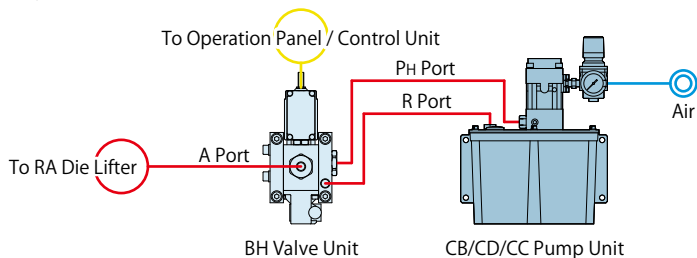 To Operation Panel / Control Unit
PH Port
R Port
Air
A Port
To RA Die Lifter
BH Valve Unit
CB/CD/CC Pump Unit